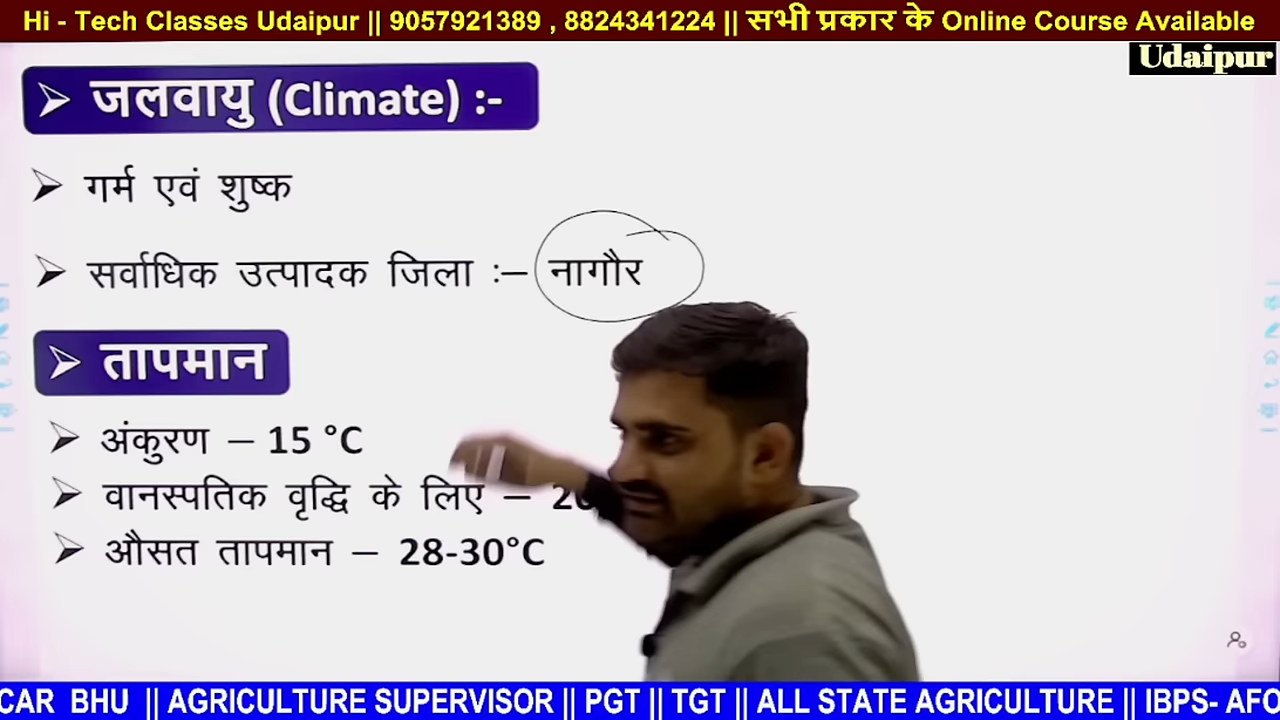 Hi - Tech Classes Udaipur || 9057921389 , 8824341224 || सभी प्रकार के Online Course Available
Udaipur
➢ जलवायु (Climate) :-
➢ गर्म एवं शुष्क
➢ सर्वाधिक उत्पादक जिला :– नागौर
➢ तापमान
➢ अंकुरण – 15 °C
➢ वानस्पतिक वृद्धि के लिए –
➢ औसत तापमान – 28-30°C
CAR BHU || AGRICULTURE SUPERVISOR || PGT || TGT || ALL STATE AGRICULTURE || IBPS- AFO